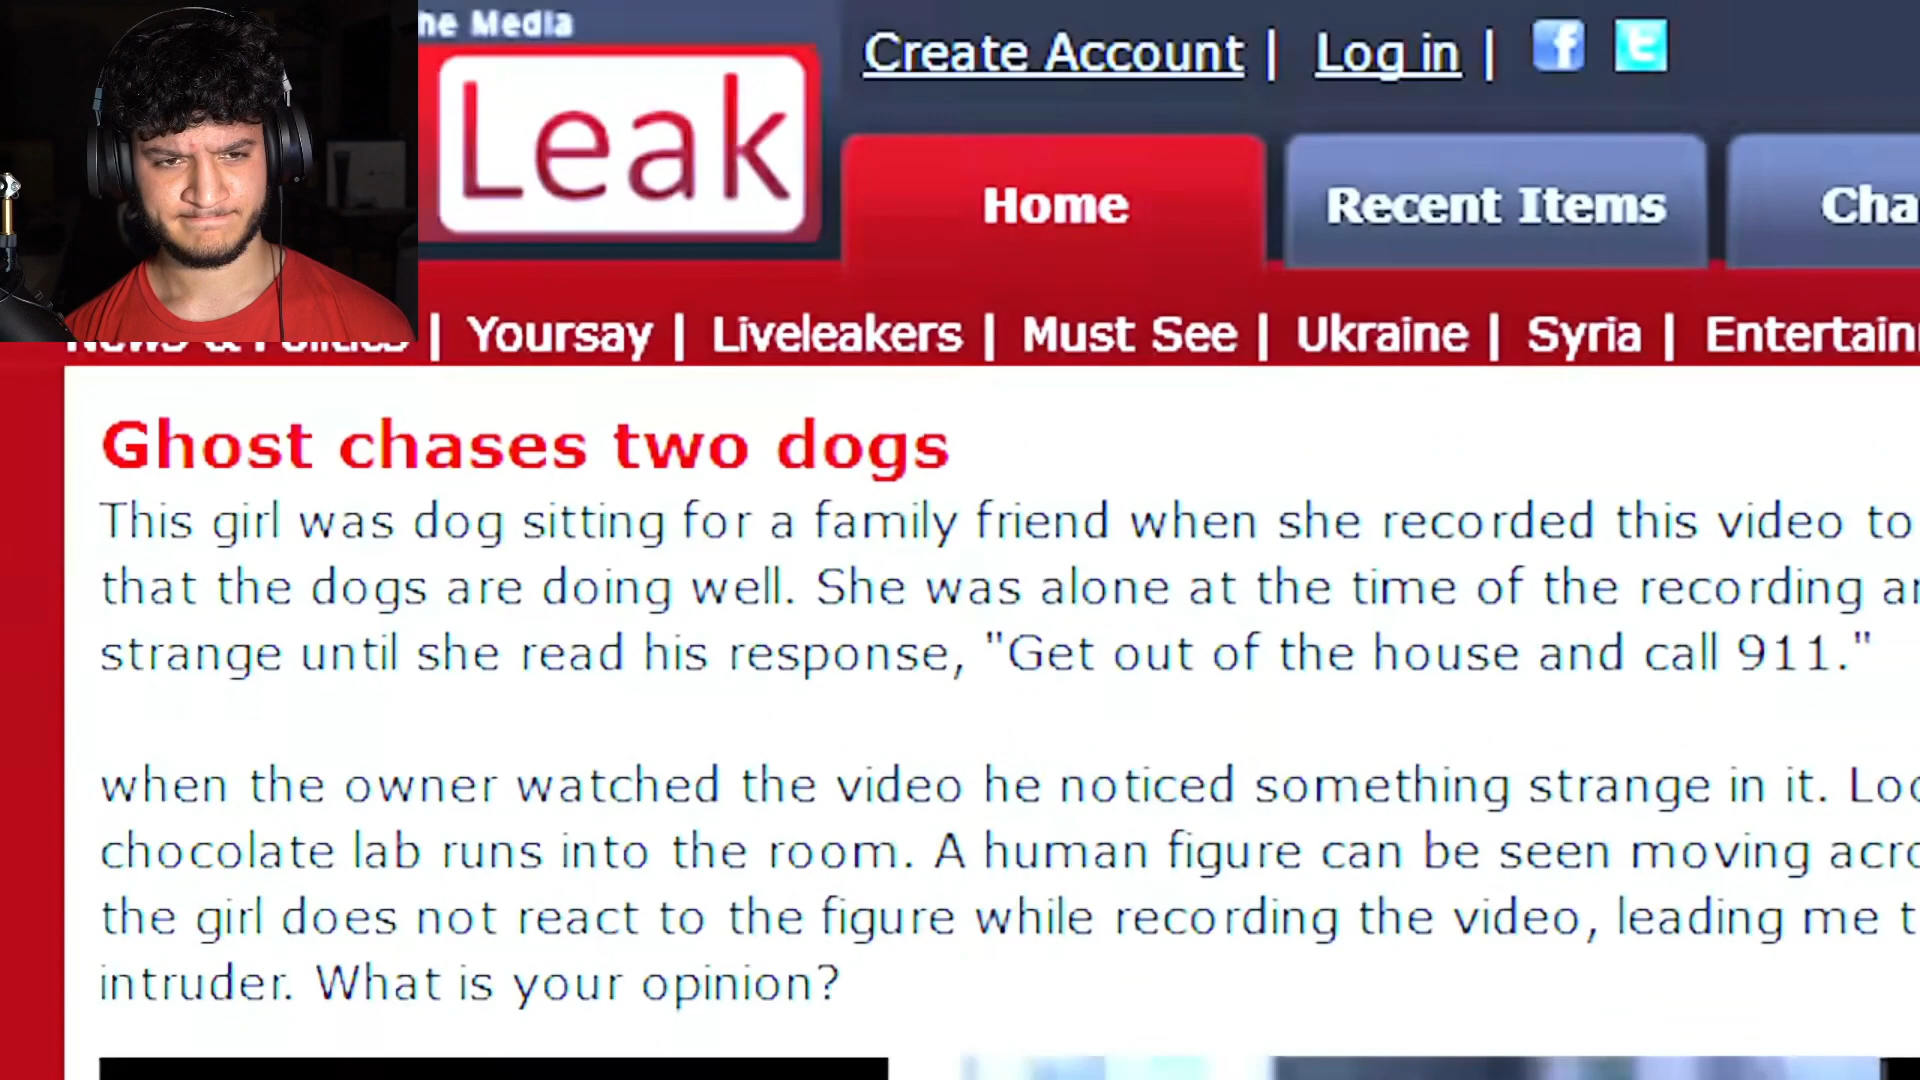 he Media
Leak
Create Account | Log in |
f t
Home
Recent Items
Cha
| Yoursay | Liveleakers | Must See | Ukraine | Syria | Entertain
Ghost chases two dogs
This girl was dog sitting for a family friend when she recorded this video to
that the dogs are doing well. She was alone at the time of the recording an
strange until she read his response, "Get out of the house and call 911."
when the owner watched the video he noticed something strange in it. Loo
chocolate lab runs into the room. A human figure can be seen moving acro
the girl does not react to the figure while recording the video, leading me t
intruder. What is your opinion?